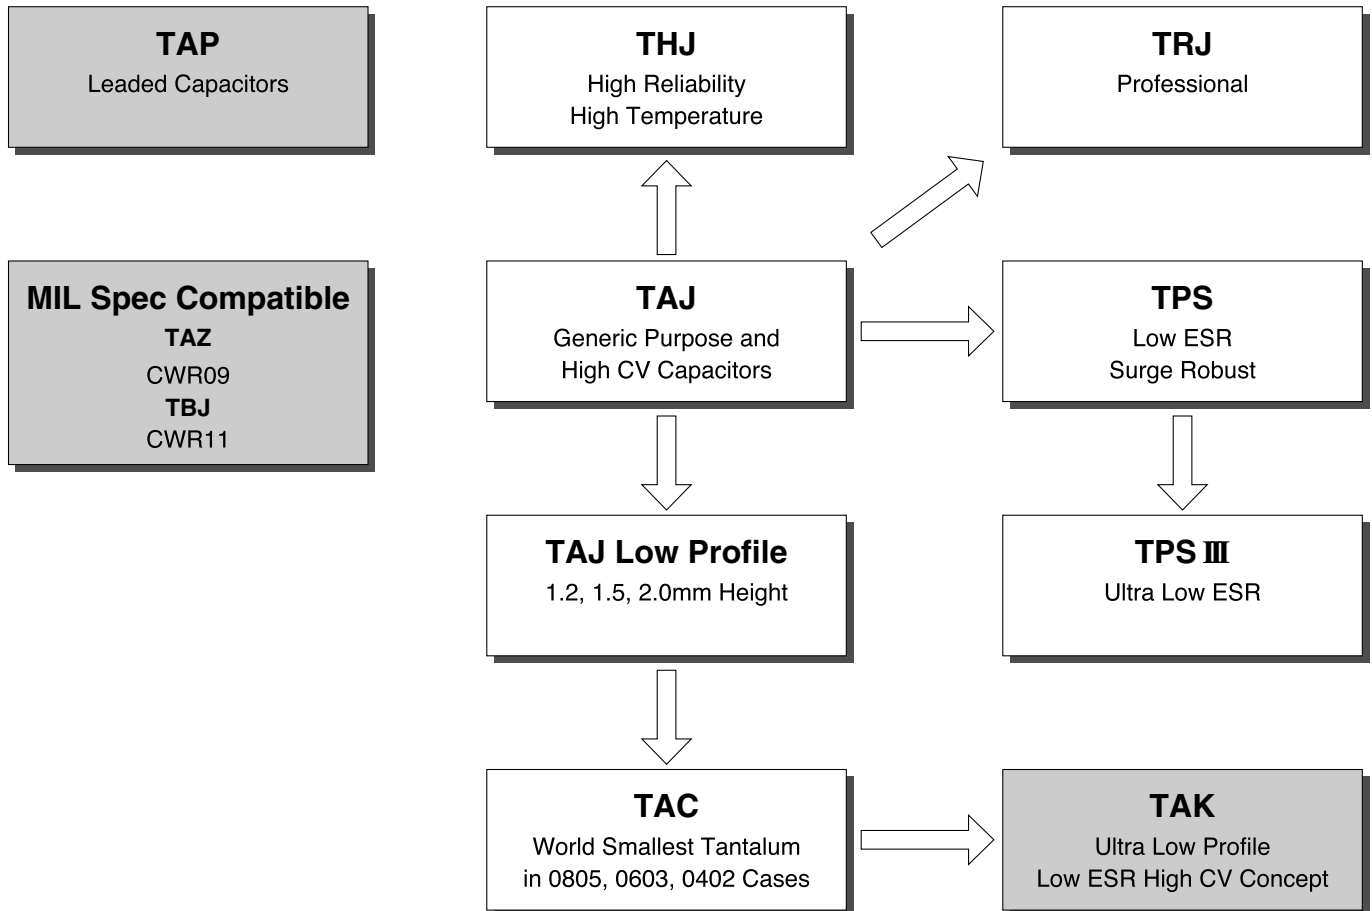 TAP
Leaded Capacitors
THJ
High Reliability
High Temperature
TRJ
Professional
MIL Spec Compatible
TAZ
CWR09
TBJ
CWR11
TAJ
Generic Purpose and
High CV Capacitors
TPS
Low ESR
Surge Robust
TAJ Low Profile
1.2, 1.5, 2.0mm Height
TPS III
Ultra Low ESR
TAC
World Smallest Tantalum
in 0805, 0603, 0402 Cases
TAK
Ultra Low Profile
Low ESR High CV Concept